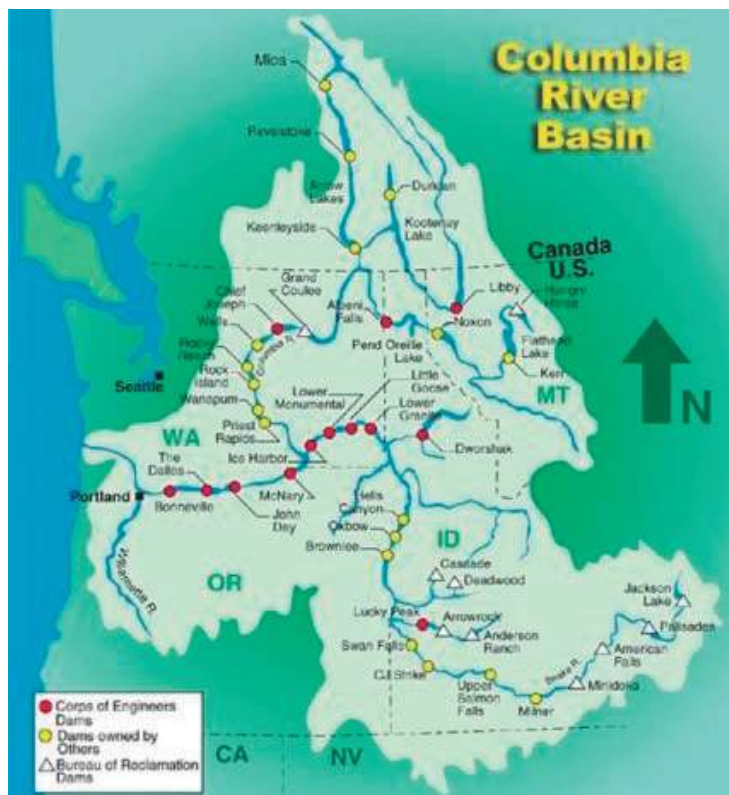 Columbia
River
Basin
Mica
Revelstoke
Arrow
Lakes
Duncan
Keenleyside
Kootenay
Lake
Canada
U.S.
Grand
Coulee
Chief
Joseph
Albeni
Falls
Libby
Hungry
Horse
Wells
Noxon
Pend Oreille
Lake
Flathead
Lake
Rocky
Reach
Columbia R.
Kerr
Rock
Island
Seattle
Little
Goose
Wanapum
Lower
Monumental
Lower
Granite
MT
N
WA
Priest
Rapids
Ice Harbor
Dworshak
The
Dalles
Portland
Bonneville
McNary
John
Day
Hells
Canyon
Oxbow
Brownlee
ID
Willamette R.
OR
Cascade
Deadwood
Jackson
Lake
Lucky Peak
Arrowrock
Anderson
Ranch
Palisades
American
Falls
Swan Falls
CJ Strike
Upper
Salmon
Falls
Snake R.
Minidoka
Milner
Corps of Engineers
Dams
Dams owned by
Others
Bureau of Reclamation
Dams
CA
NV